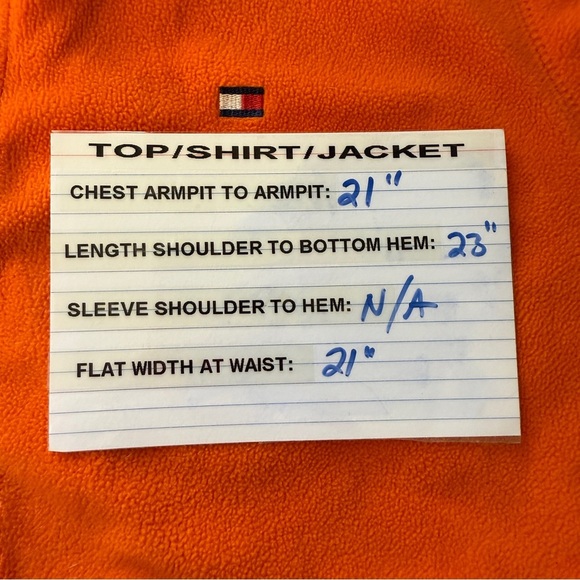 TOP/SHIRT/JACKET
CHEST ARMPIT TO ARMPIT: 21"
LENGTH SHOULDER TO BOTTOM HEM: 23"
SLEEVE SHOULDER TO HEM: N/A
FLAT WIDTH AT WAIST: 21"